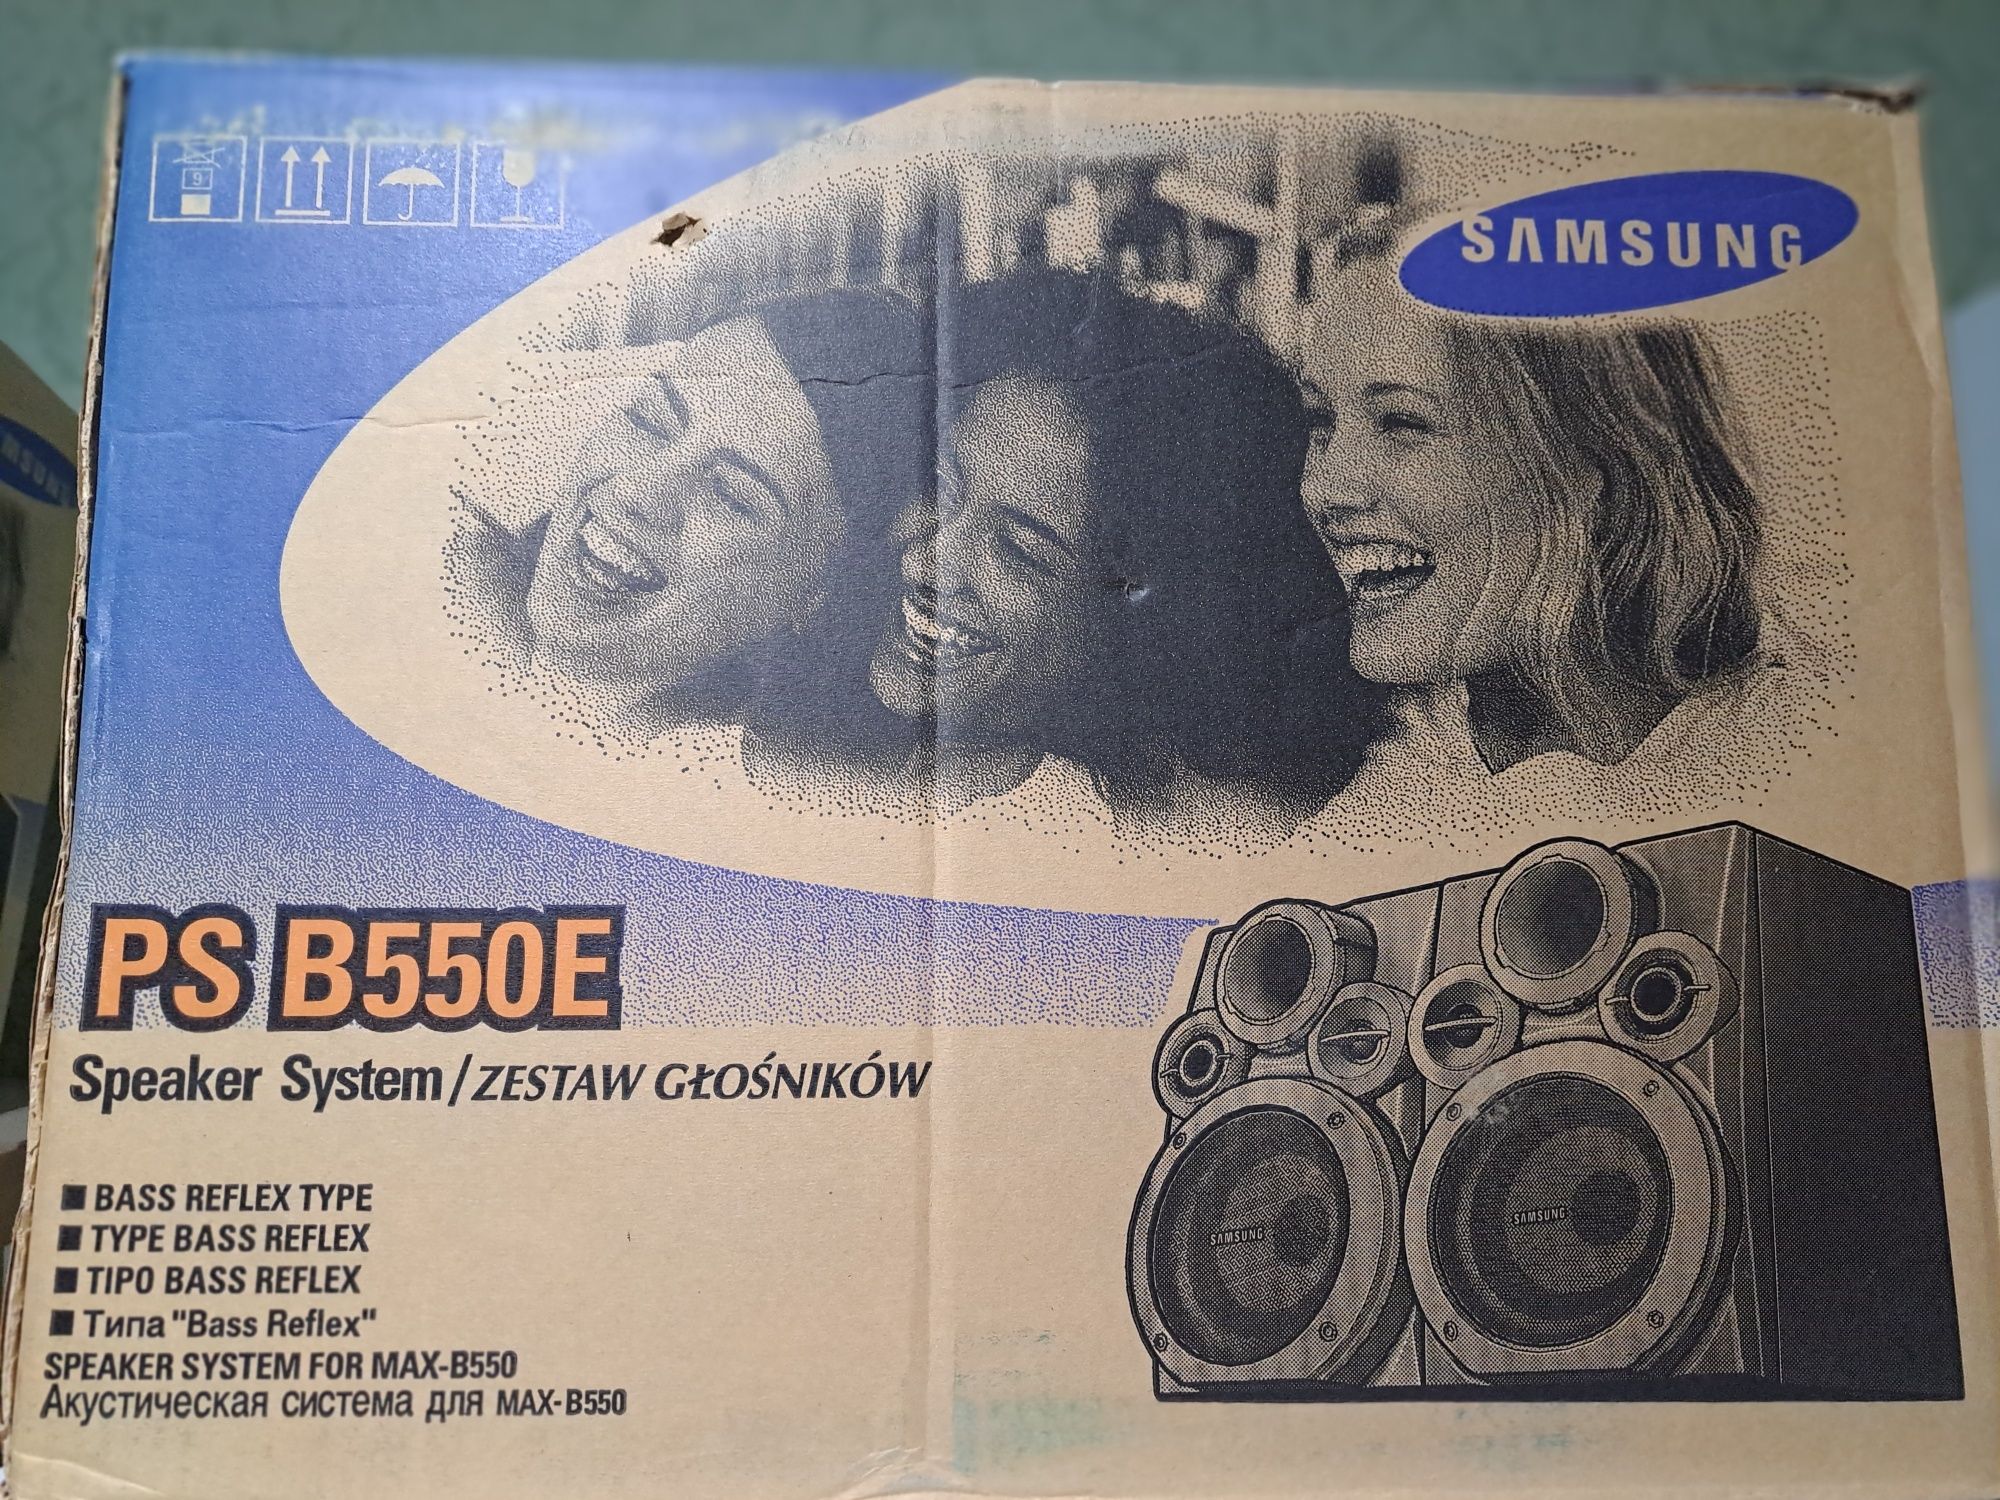 SAMSUNG
9
PS B550E
Speaker System/ZESTAW GŁOŚNIKÓW
■ BASS REFLEX TYPE
■ TYPE BASS REFLEX
■ TIPO BASS REFLEX
■ Типа "Bass Reflex"
SPEAKER SYSTEM FOR MAX-B550
Акустическая система для MAX-B550
SAMSUNG
SAMSUNG